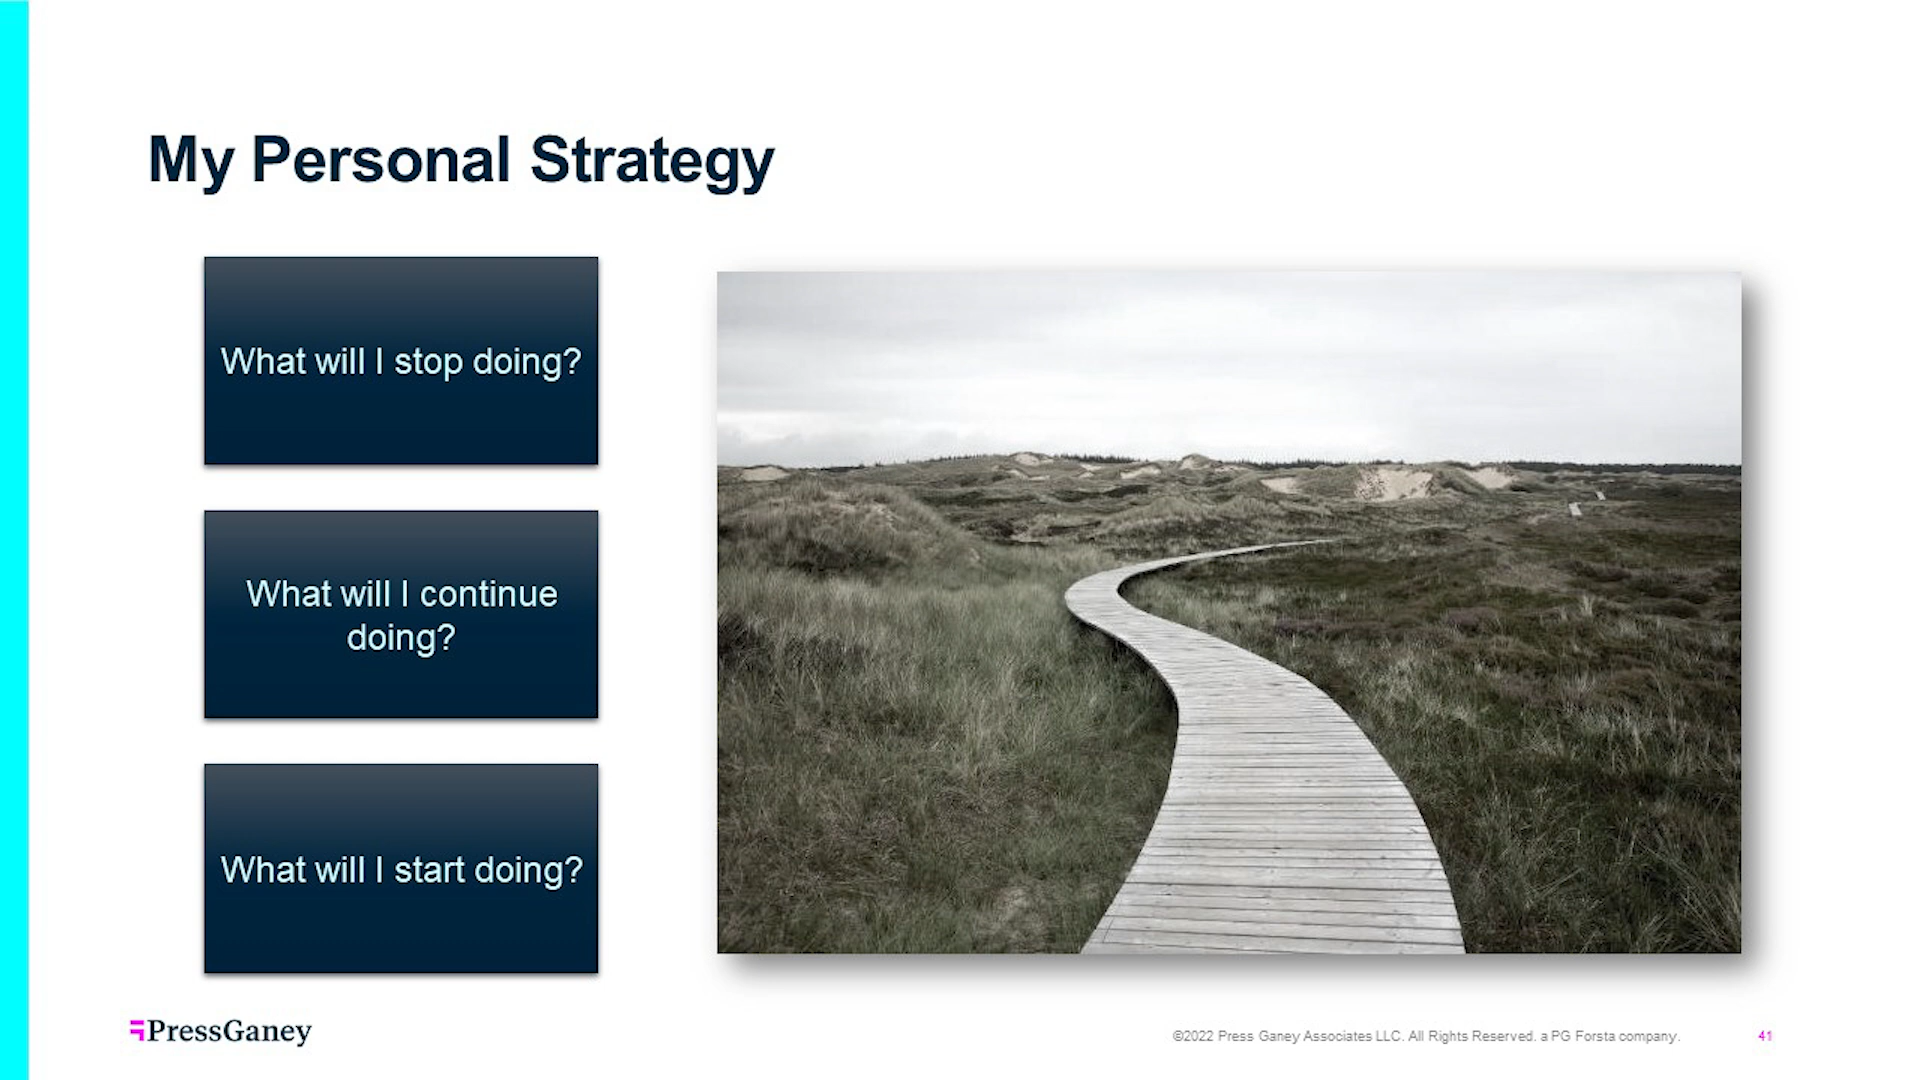 My Personal Strategy
What will I stop doing?
What will I continue
doing?
What will I start doing?
PressGaney
©2022 Press Ganey Associates LLC. All Rights Reserved. a PG Forsta company.
41